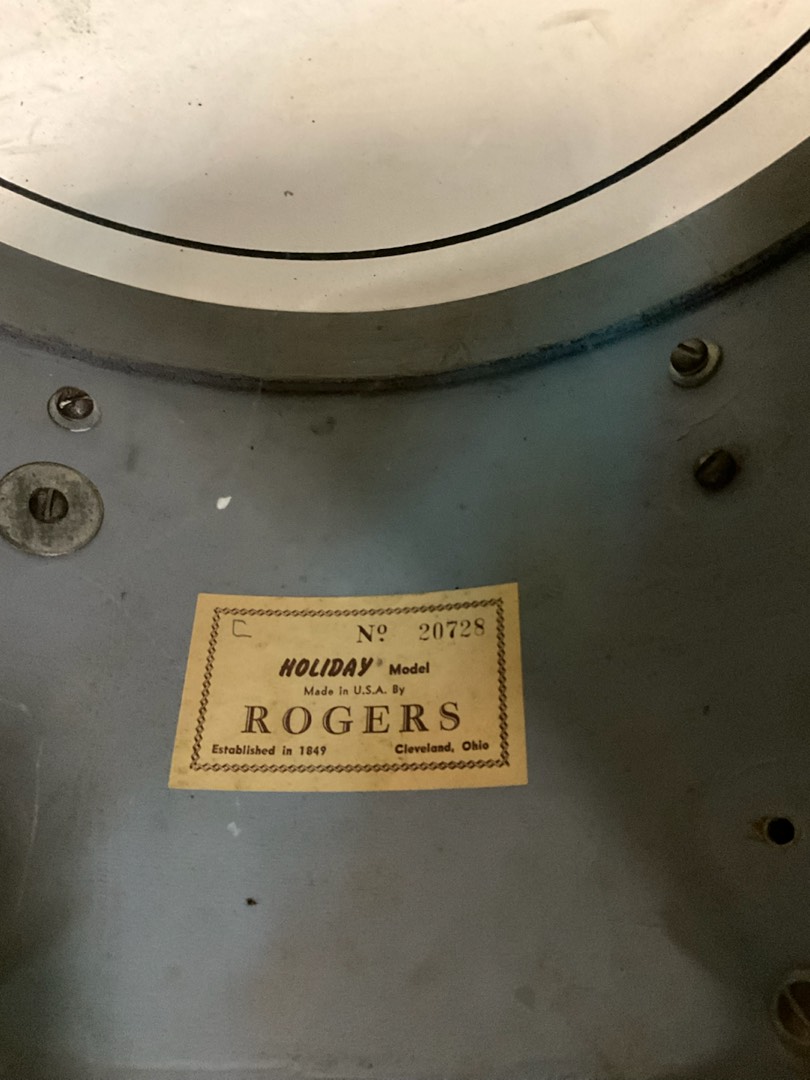 C Nº 20728
HOLIDAY Model
Made in U.S.A. By
ROGERS
Established in 1849 Cleveland, Ohio